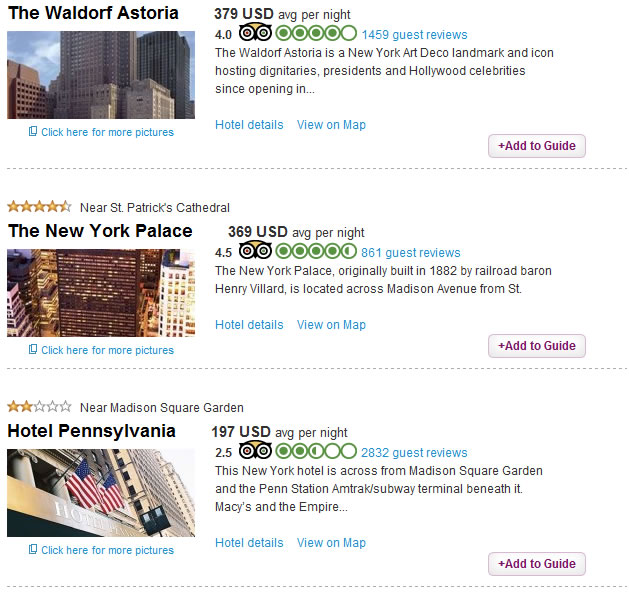 The Waldorf Astoria 379 USD avg per night
4.0 1459 guest reviews
The Waldorf Astoria is a New York Art Deco landmark and icon
hosting dignitaries, presidents and Hollywood celebrities
since opening in...
Click here for more pictures
Hotel details View on Map
+Add to Guide
Near St. Patrick's Cathedral
The New York Palace 369 USD avg per night
4.5 861 guest reviews
The New York Palace, originally built in 1882 by railroad baron
Henry Villard, is located across Madison Avenue from St.
Hotel details View on Map
Click here for more pictures
+Add to Guide
Near Madison Square Garden
Hotel Pennsylvania 197 USD avg per night
2.5 2832 guest reviews
This New York hotel is across from Madison Square Garden
and the Penn Station Amtrak/subway terminal beneath it.
Macy's and the Empire...
HOTEL
Hotel details View on Map
Click here for more pictures
+Add to Guide